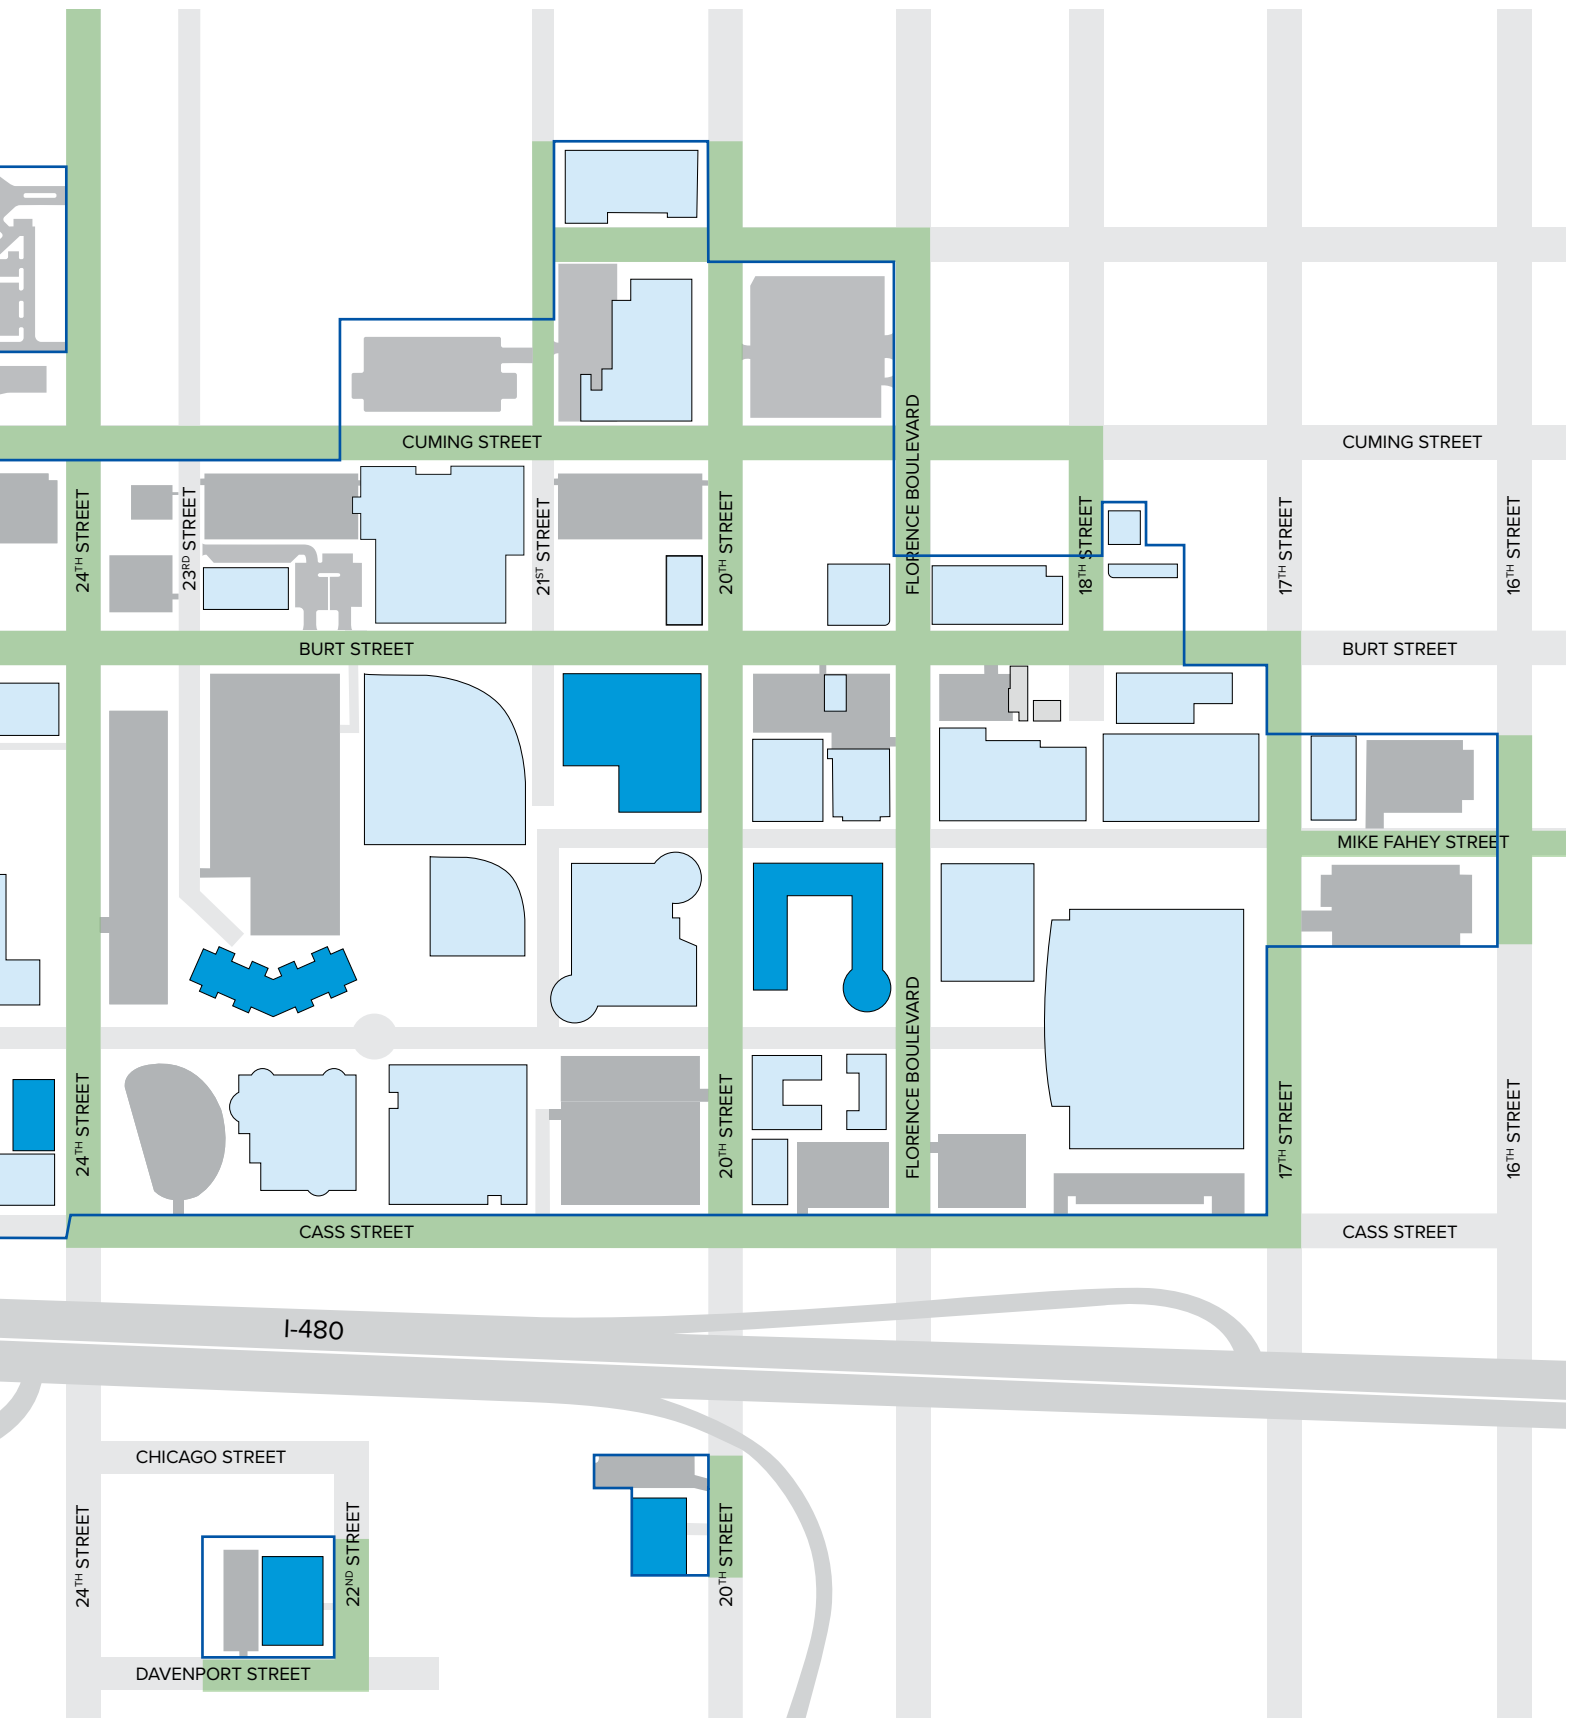 CUMING STREET
CUMING STREET
24TH STREET
23RD STREET
21ST STREET
20TH STREET
FLORENCE BOULEVARD
18TH STREET
17TH STREET
16TH STREET
BURT STREET
BURT STREET
MIKE FAHEY STREET
24TH STREET
20TH STREET
FLORENCE BOULEVARD
17TH STREET
16TH STREET
CASS STREET
CASS STREET
I-480
CHICAGO STREET
24TH STREET
22ND STREET
20TH STREET
DAVENPORT STREET